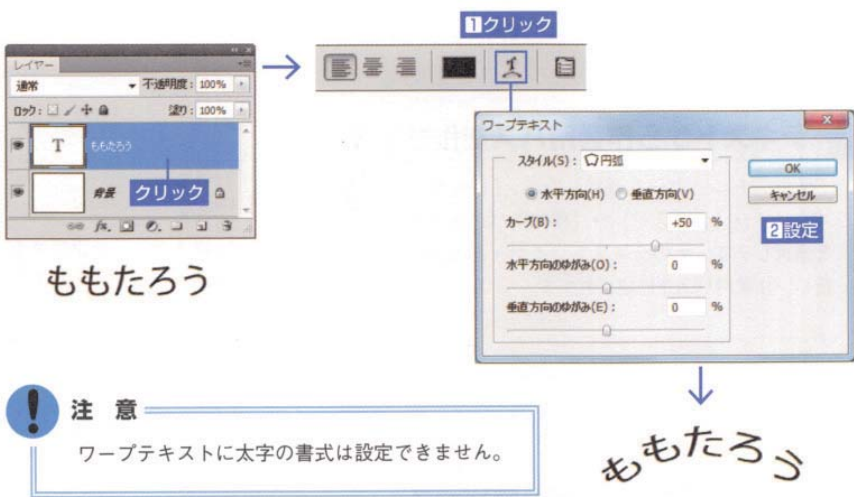 1クリック
レイヤー
通常 不透明度: 100%
ロック: 塗り: 100%
T ももたろう
背景 クリック
fx.
ももたろう
T
ワープテキスト
スタイル(S): 円弧
水平方向(H) 垂直方向(V)
カーブ(B): +50 %
水平方向のゆがみ(O): 0 %
垂直方向のゆがみ(E): 0 %
OK
キャンセル
2設定
! 注意
ワープテキストに太字の書式は設定できません。
ももたろう